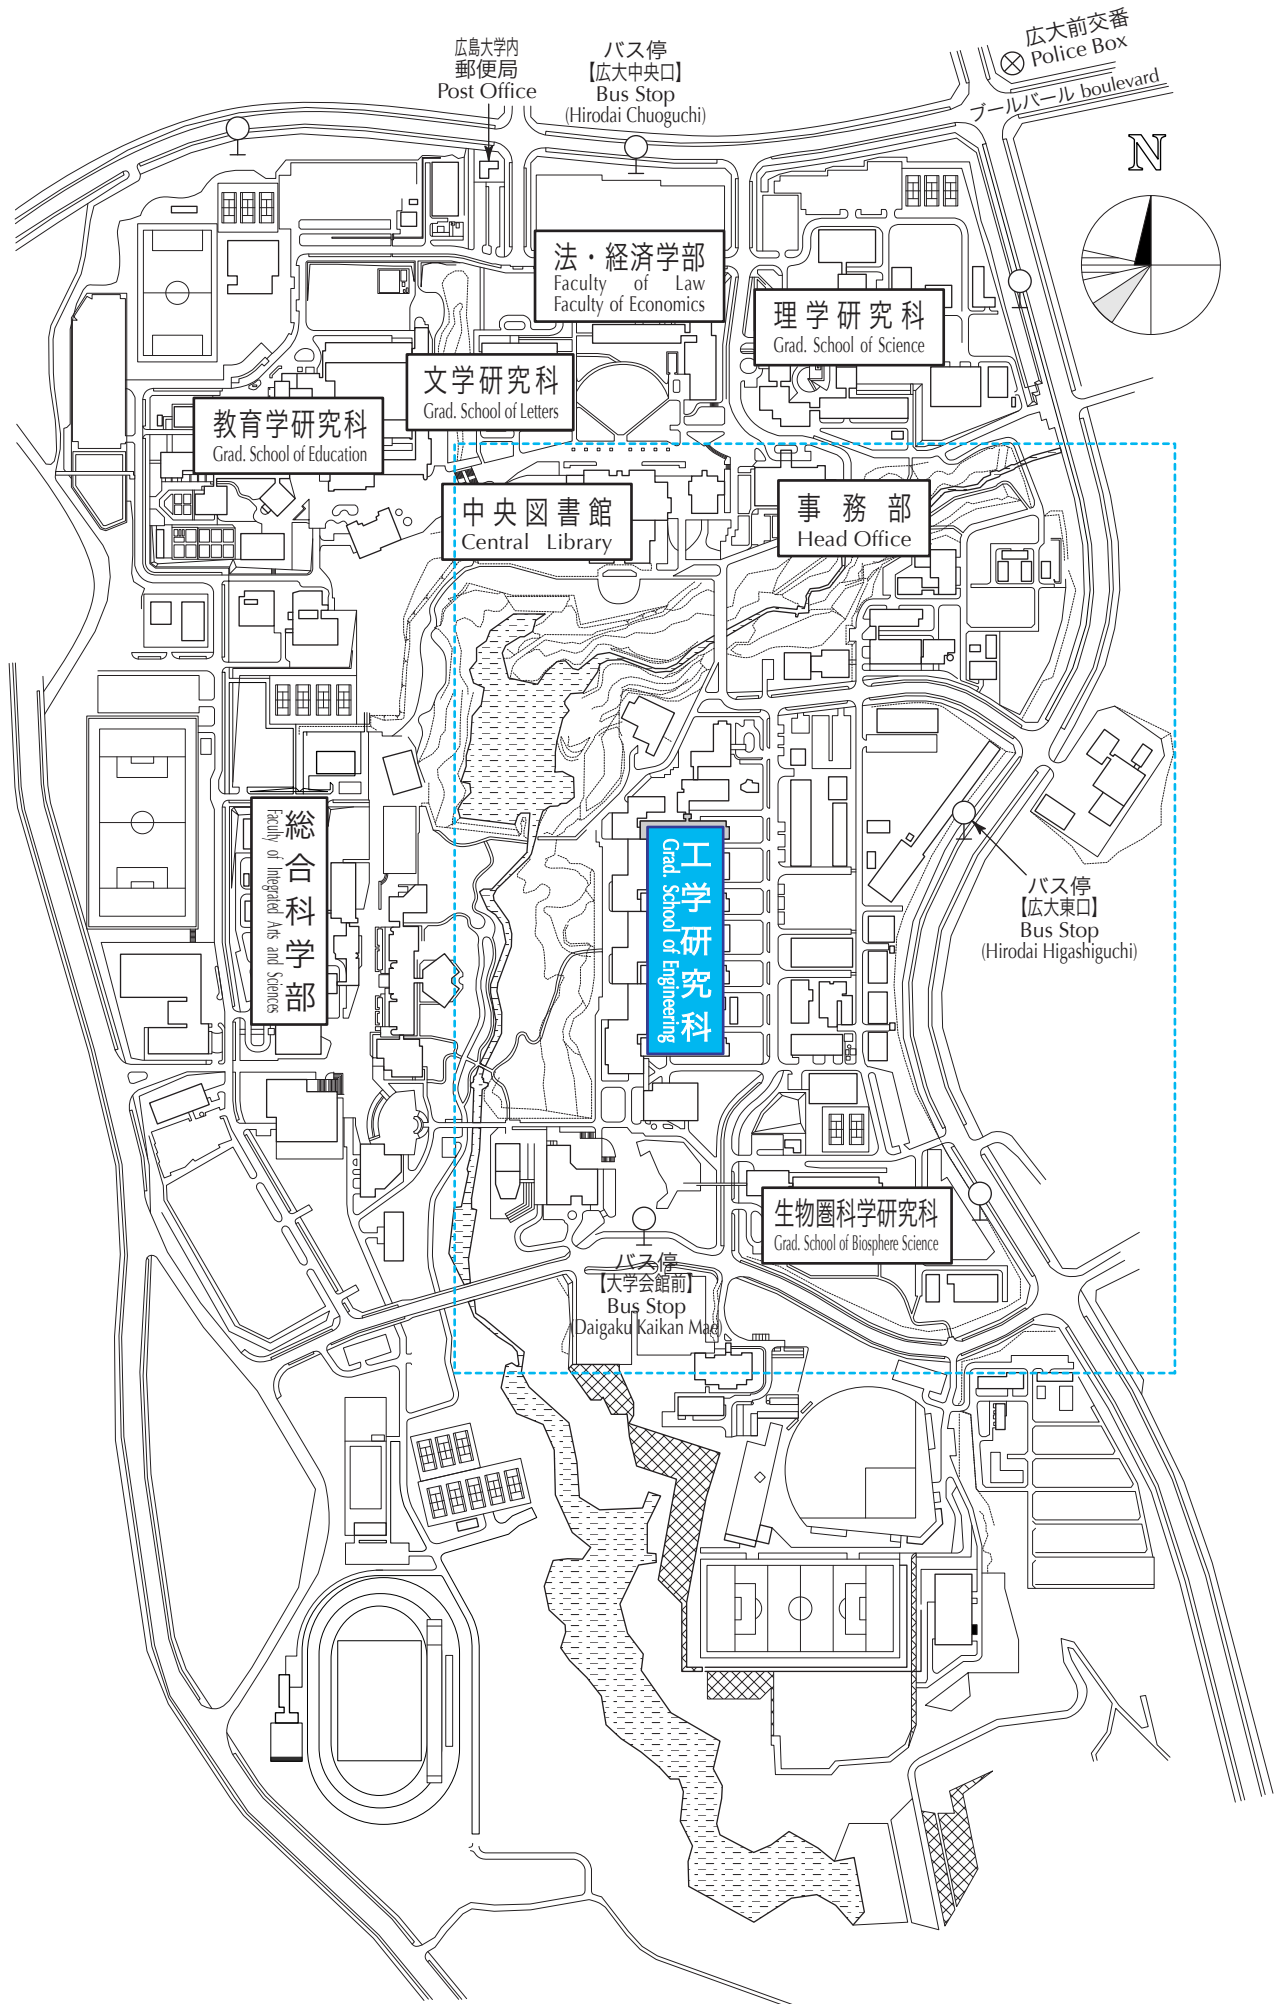 広大前交番
Police Box
ブールバール boulevard
広島大学内
郵便局
Post Office
バス停
【広大中央口】
Bus Stop
(Hirodai Chuoguchi)
N
法・経済学部
Faculty of Law
Faculty of Economics
理学研究科
Grad. School of Science
文学研究科
Grad. School of Letters
教育学研究科
Grad. School of Education
中央図書館
Central Library
事務部
Head Office
総合科学部
Faculty of Integrated Arts and Sciences
工学研究科
Grad. School of Engineering
バス停
【広大東口】
Bus Stop
(Hirodai Higashiguchi)
生物圏科学研究科
Grad. School of Biosphere Science
バス停
【大学会館前】
Bus Stop
(Daigaku Kaikan Mae)